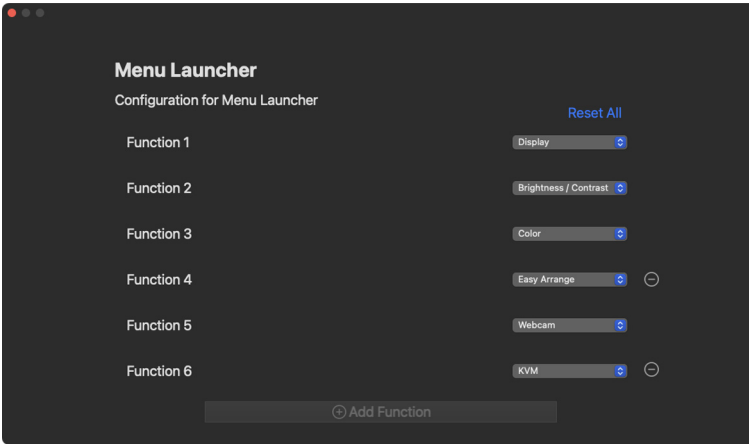 Menu Launcher
Configuration for Menu Launcher
Reset All
Function 1 Display
Function 2 Brightness / Contrast
Function 3 Color
Function 4 Easy Arrange
Function 5 Webcam
Function 6 KVM
Add Function